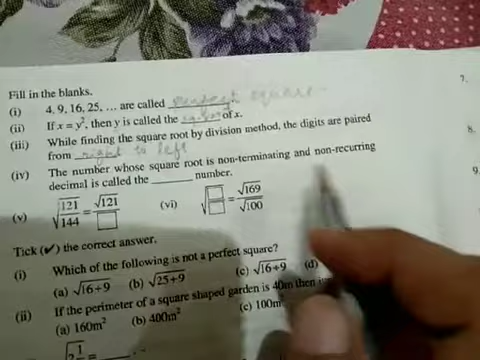 Fill in the blanks.
7.
(i) 4, 9, 16, 25, ... are called perfect square.
(ii) If x = y², then y is called the of x.
(iii) While finding the square root by division method, the digits are paired
from right to left
8.
(iv) The number whose square root is non-terminating and non-recurring
decimal is called the ______ number.
9.
(v) √121/144 = √121/□ (vi) √□/□ = √169/√100
Tick (✔) the correct answer.
(i) Which of the following is not a perfect square?
(a) √16+9 (b) √25+9 (c) √16+9 (d)
(ii) If the perimeter of a square shaped garden is 40m then
(a) 160m² (b) 400m² (c) 100m²